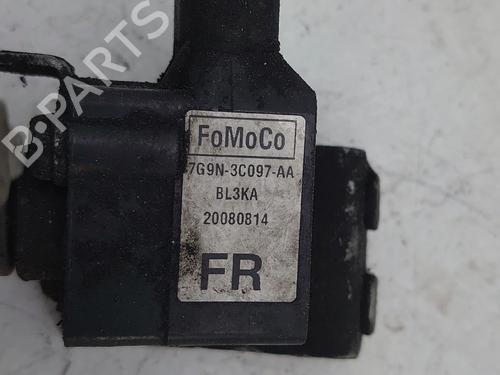 B-PARTS
FoMoCo
7G9N-3C097-AA
BL3KA
20080814
FR